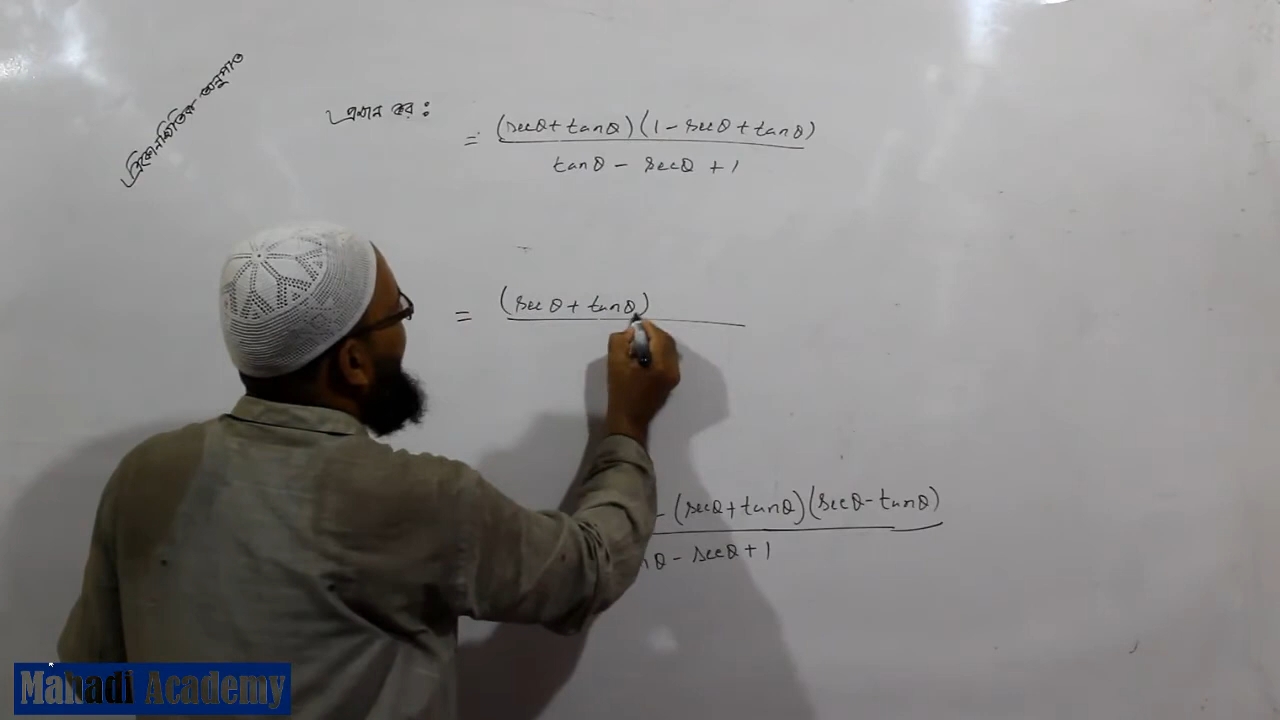 ত্রিকোণমিতিক অনুপাত
প্রমাণ কর :
= (secθ + tanθ)(1 - secθ + tanθ)
tanθ - secθ + 1
= (secθ + tanθ)
- (secθ + tanθ)(secθ - tanθ)
θ - secθ + 1
Mahadi Academy